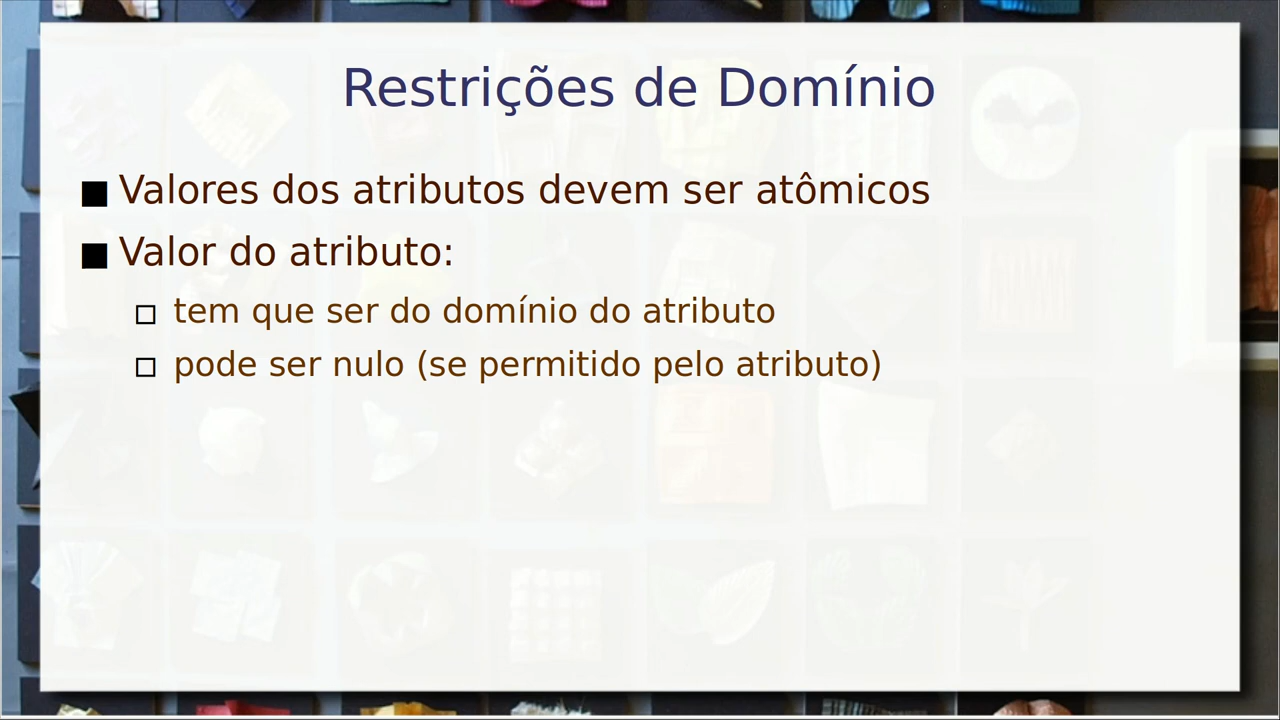 Restrições de Domínio
Valores dos atributos devem ser atômicos
Valor do atributo:
tem que ser do domínio do atributo
pode ser nulo (se permitido pelo atributo)